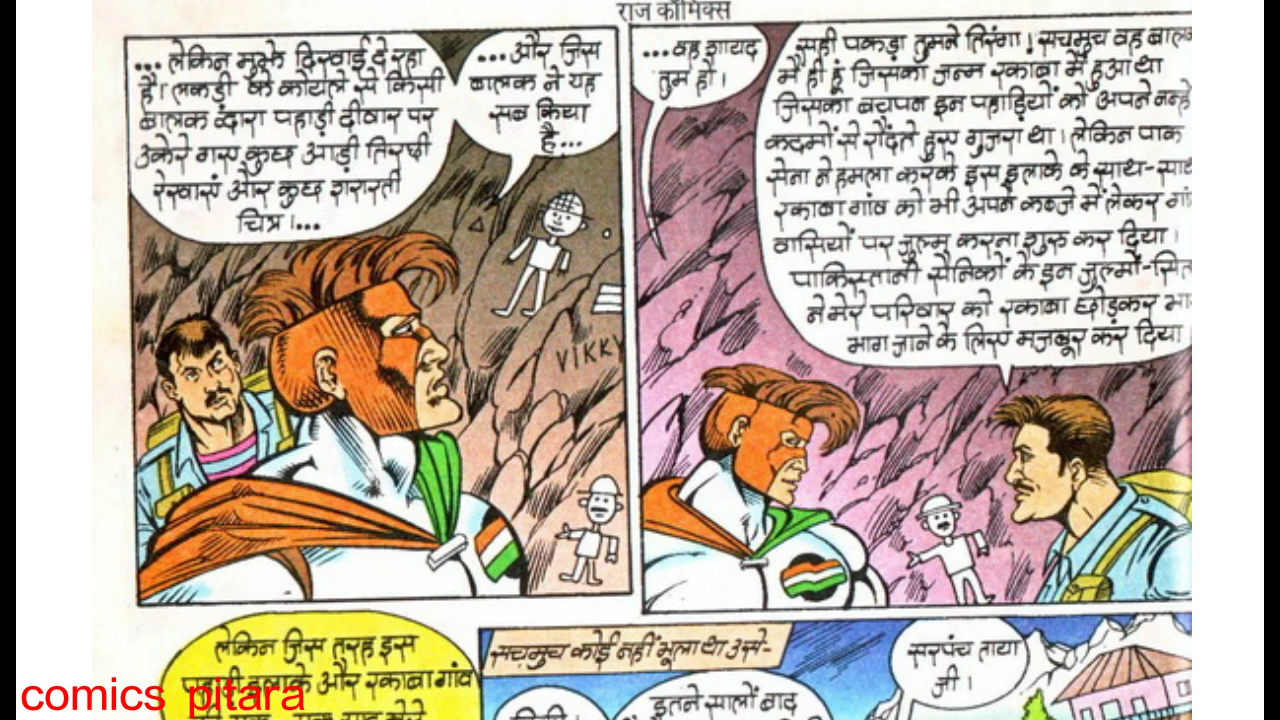 राज कॉमिक्स
... लेकिन मुझे दिखाई दे रहा
है। लकड़ी के कोयले से किसी
बालक द्वारा पहाड़ी दीवार पर
उकेरे गए कुछ आड़ी तिरछी
रेखाएं और कुछ शरारती
चित्र।...
...और जिस
बालक ने यह
सब किया
है...
VIKKY
...वह शायद
तुम हो।
सही पकड़ा तुमने तिरंगा! सचमुच वह
मैं ही हूं जिसका जन्म रकाबा में हुआ था
जिसका बचपन इन पहाड़ियों को अपने नन्हे
कदमों से रौंदते हुए गुजरा था। लेकिन पाक
सेना ने हमला करके इस इलाके के साथ-साथ
रकाबा गांव को भी अपने कब्जे में लेकर
वासियों पर जुल्म करना शुरू कर दिया।
पाकिस्तानी सैनिकों के इन जुल्मों-सित
ने मेरे परिवार को रकाबा छोड़कर
भाग जाने के लिए मजबूर कर दिया
लेकिन जिस तरह इस
पहाड़ी इलाके और रकाबा गांव
सचमुच कोई नहीं भूला था उसे-
इतने सालों बाद
सरपंच ताया
जी।
comics pitara